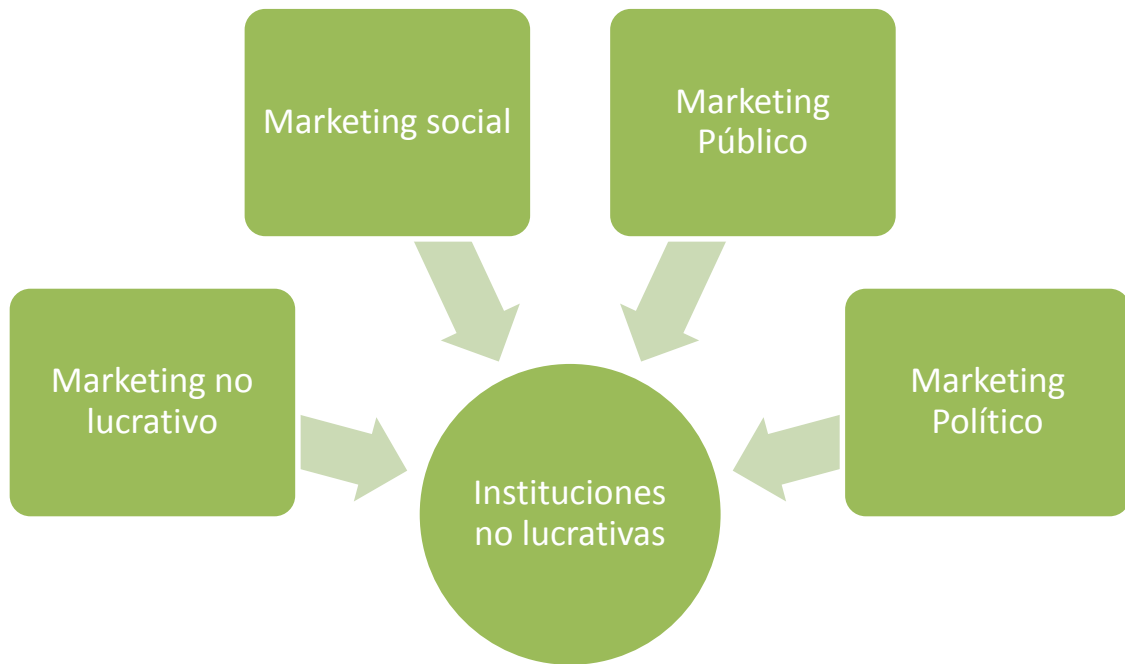 Marketing social
Marketing
Público
Marketing no
lucrativo
Marketing
Político
Instituciones
no lucrativas